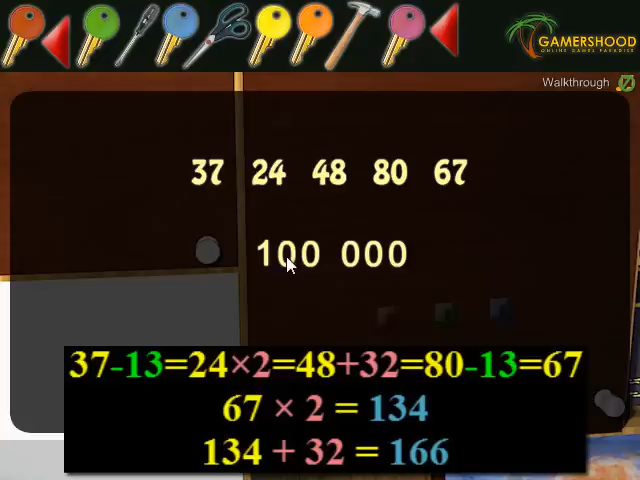 GAMERSHOOD
ONLINE GAMES PARADISE
Walkthrough
37 24 48 80 67
100 000
37-13=24×2=48+32=80-13=67
67 × 2 = 134
134 + 32 = 166